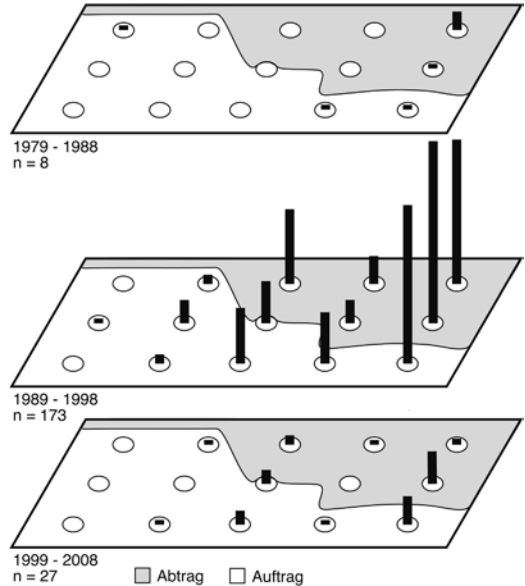 1979 - 1988
n = 8
1989 - 1998
n = 173
1999 - 2008
n = 27
Abtrag Auftrag